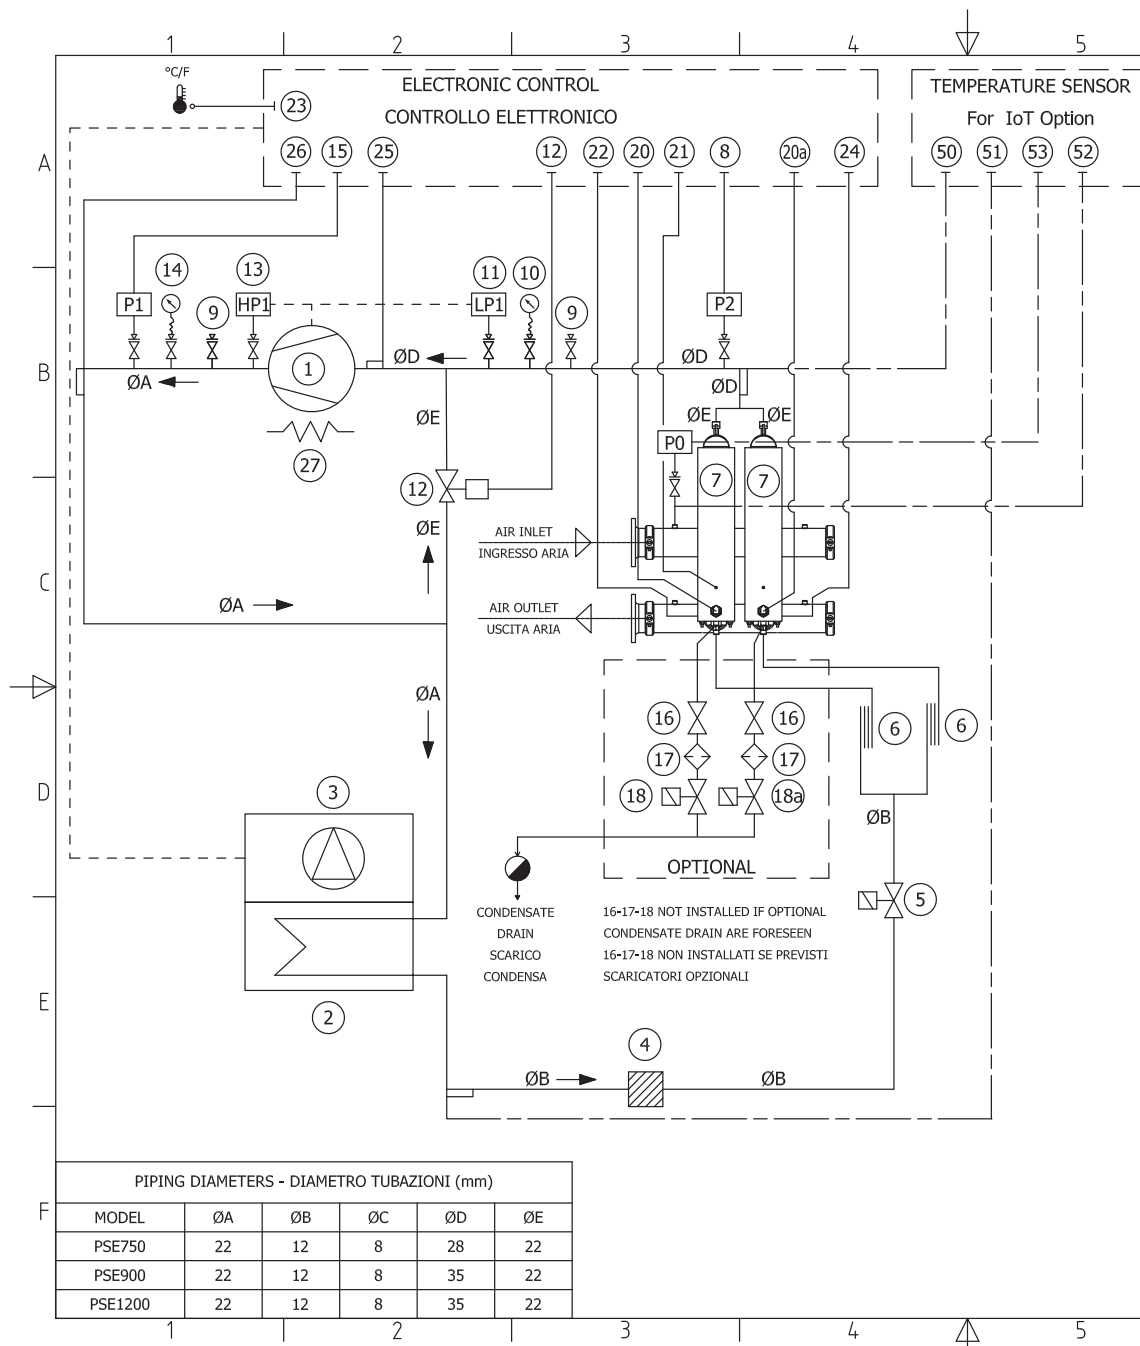 1 2 3 4 5
°C/F
23
ELECTRONIC CONTROL
CONTROLLO ELETTRONICO
TEMPERATURE SENSOR
For IoT Option
A
26 15 25 12 22 20 21 8 20a 24 50 51 53 52
14 13 11 10
P1 9 HP1 LP1 9 P2
B
1
ØD
ØD
ØA
ØD
ØE
ØE ØE
P0
27
7 7
12
ØE
AIR INLET
INGRESSO ARIA
C
ØA
AIR OUTLET
USCITA ARIA
ØA
16 16
6 6
17 17
D
3
18 18a
ØB
OPTIONAL
5
CONDENSATE
DRAIN
SCARICO
CONDENSA
16-17-18 NOT INSTALLED IF OPTIONAL
CONDENSATE DRAIN ARE FORESEEN
16-17-18 NON INSTALLATI SE PREVISTI
SCARICATORI OPZIONALI
E
2
4
ØB ØB
F
PIPING DIAMETERS - DIAMETRO TUBAZIONI (mm)
MODEL ØA ØB ØC ØD ØE
PSE750 22 12 8 28 22
PSE900 22 12 8 35 22
PSE1200 22 12 8 35 22
1 2 3 4 5